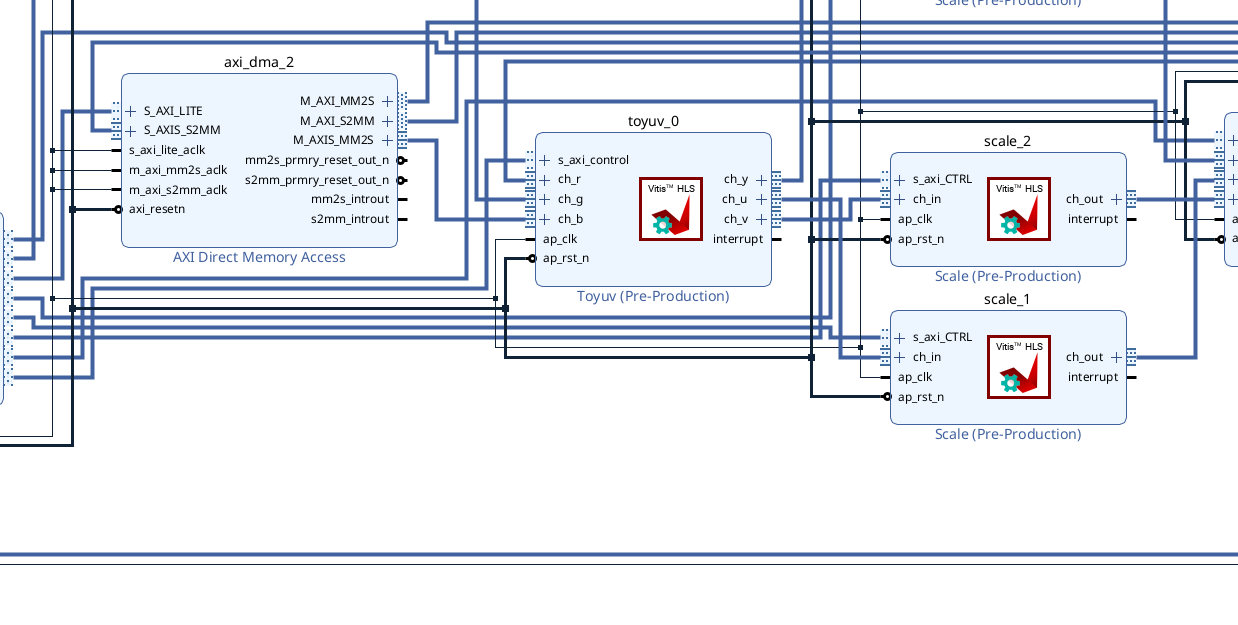 Scale (Pre-Production)
axi_dma_2
S_AXI_LITE
S_AXIS_S2MM
s_axi_lite_aclk
m_axi_mm2s_aclk
m_axi_s2mm_aclk
axi_resetn
M_AXI_MM2S
M_AXI_S2MM
M_AXIS_MM2S
mm2s_prmry_reset_out_n
s2mm_prmry_reset_out_n
mm2s_introut
s2mm_introut
AXI Direct Memory Access
toyuv_0
s_axi_control
ch_r
ch_g
ch_b
ap_clk
ap_rst_n
Vitis™ HLS
ch_y
ch_u
ch_v
interrupt
Toyuv (Pre-Production)
scale_2
s_axi_CTRL
ch_in
ap_clk
ap_rst_n
Vitis™ HLS
ch_out
interrupt
Scale (Pre-Production)
scale_1
s_axi_CTRL
ch_in
ap_clk
ap_rst_n
Vitis™ HLS
ch_out
interrupt
Scale (Pre-Production)